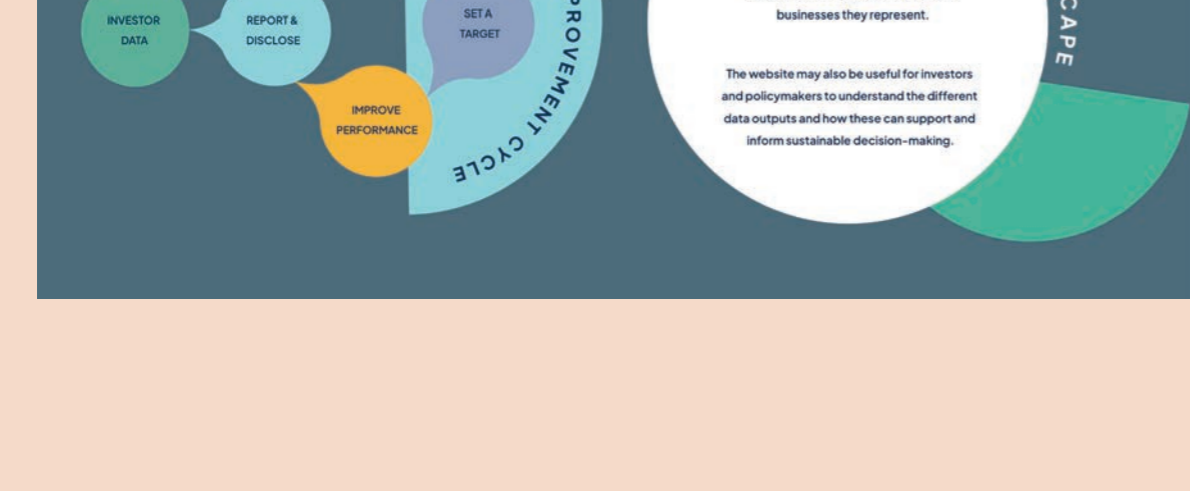 INVESTOR
DATA
REPORT &
DISCLOSE
SET A
TARGET
IMPROVE
PERFORMANCE
PROVEMENT CYCLE
businesses they represent.
The website may also be useful for investors
and policymakers to understand the different
data outputs and how these can support and
inform sustainable decision-making.
CAPE